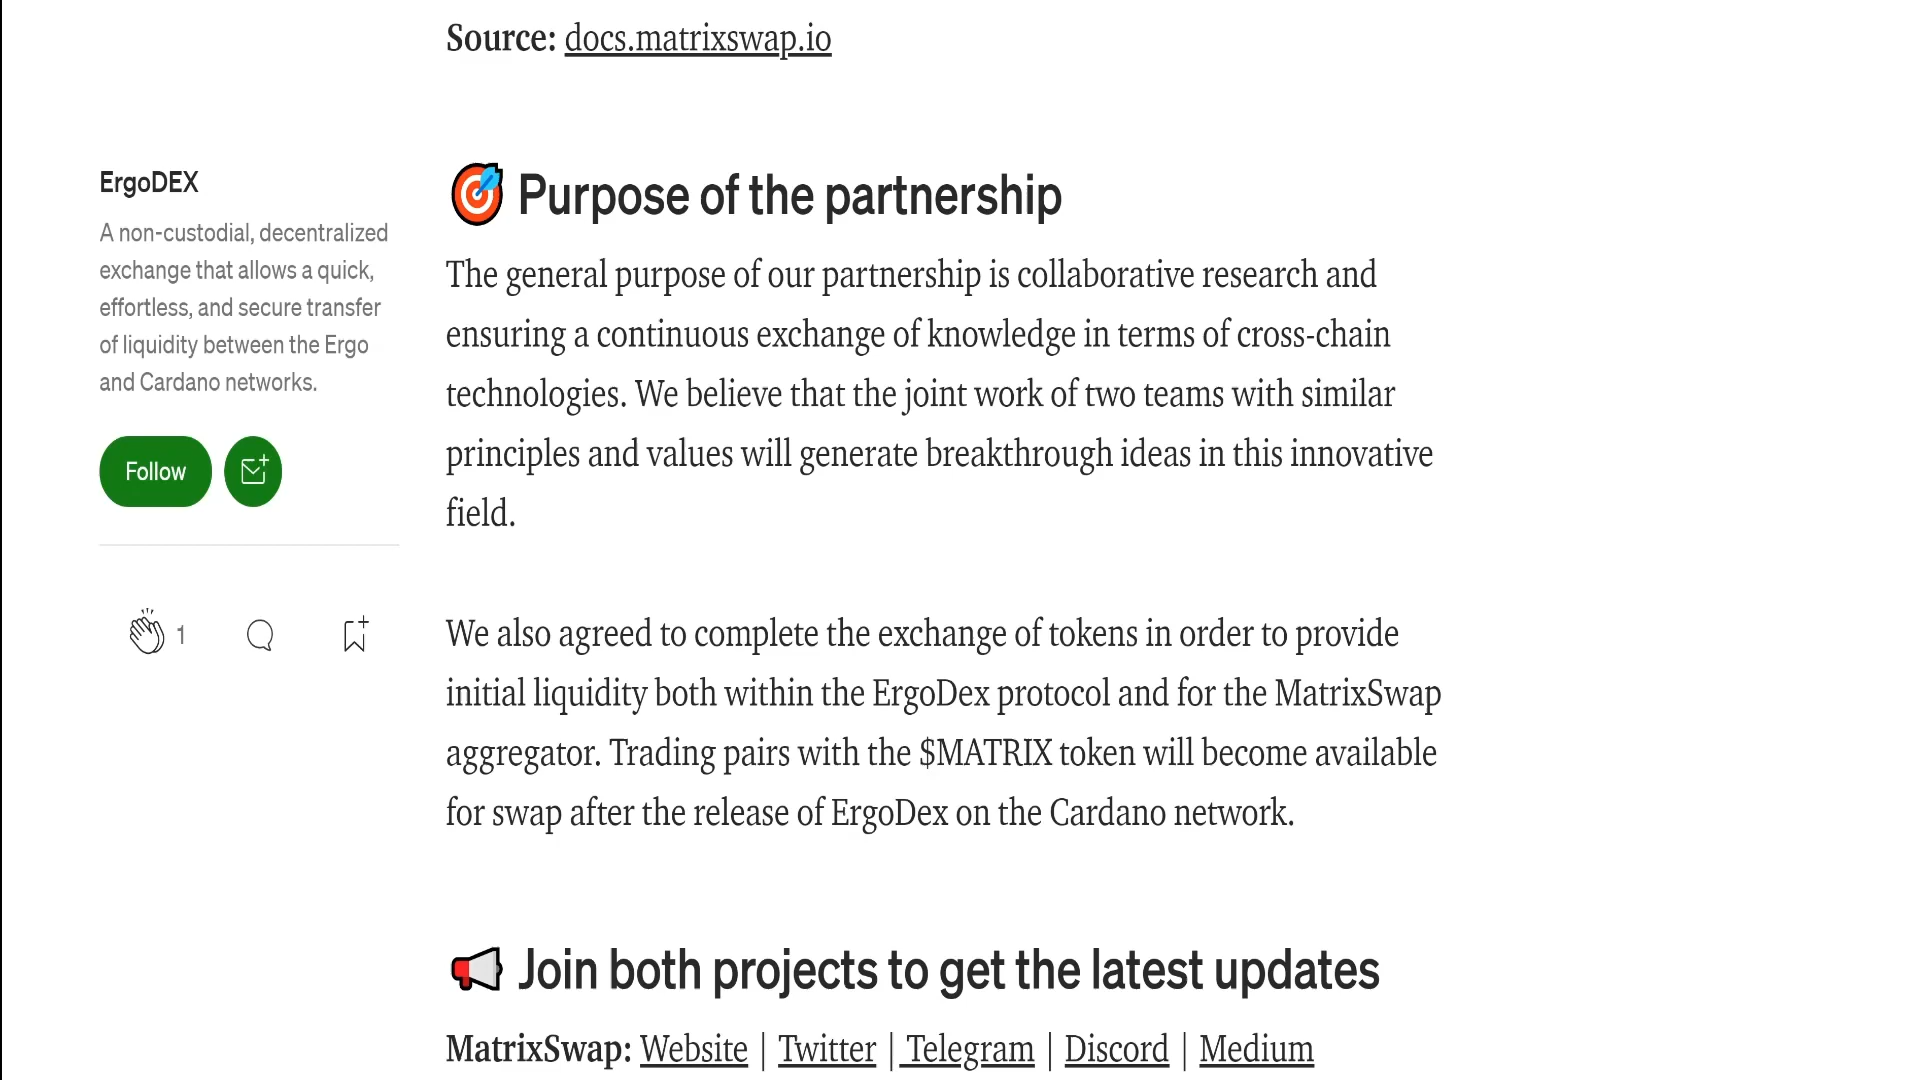 Source: docs.matrixswap.io
ErgoDEX
A non-custodial, decentralized
exchange that allows a quick,
effortless, and secure transfer
of liquidity between the Ergo
and Cardano networks.
Follow
1
Purpose of the partnership
The general purpose of our partnership is collaborative research and
ensuring a continuous exchange of knowledge in terms of cross-chain
technologies. We believe that the joint work of two teams with similar
principles and values will generate breakthrough ideas in this innovative
field.
We also agreed to complete the exchange of tokens in order to provide
initial liquidity both within the ErgoDex protocol and for the MatrixSwap
aggregator. Trading pairs with the $MATRIX token will become available
for swap after the release of ErgoDex on the Cardano network.
Join both projects to get the latest updates
MatrixSwap: Website | Twitter | Telegram | Discord | Medium